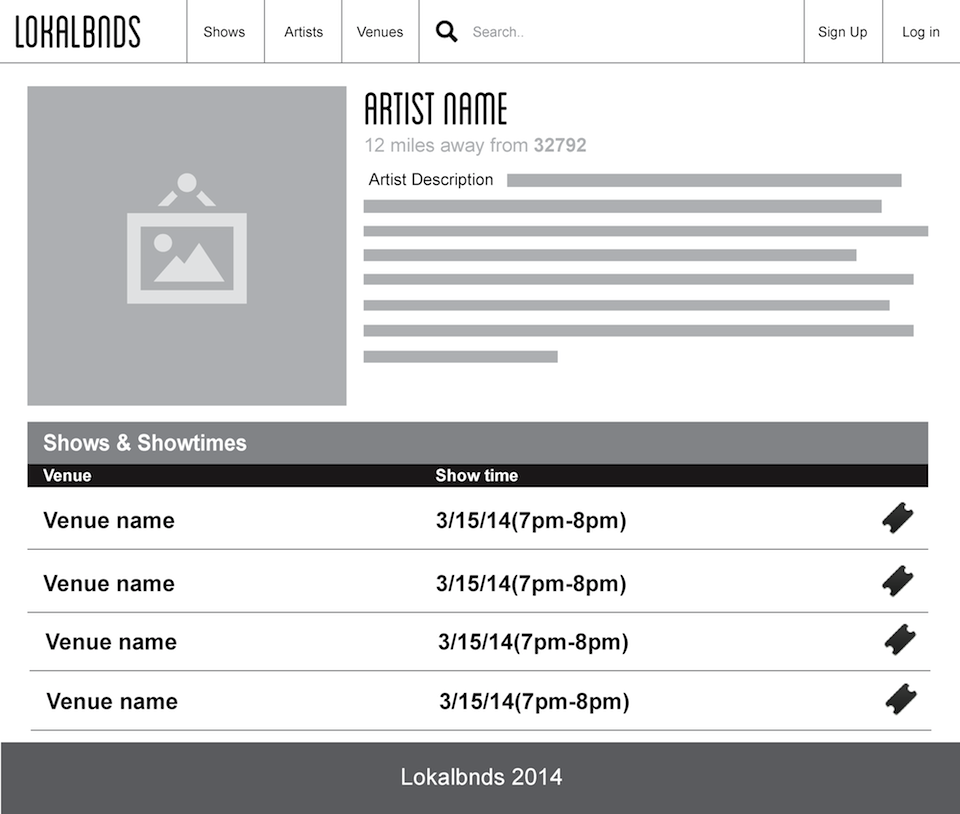 LOKALBNDS Shows Artists Venues Search.. Sign Up Log in
ARTIST NAME
12 miles away from 32792
Artist Description
Shows & Showtimes
Venue Show time
Venue name 3/15/14(7pm-8pm)
Venue name 3/15/14(7pm-8pm)
Venue name 3/15/14(7pm-8pm)
Venue name 3/15/14(7pm-8pm)
Lokalbnds 2014